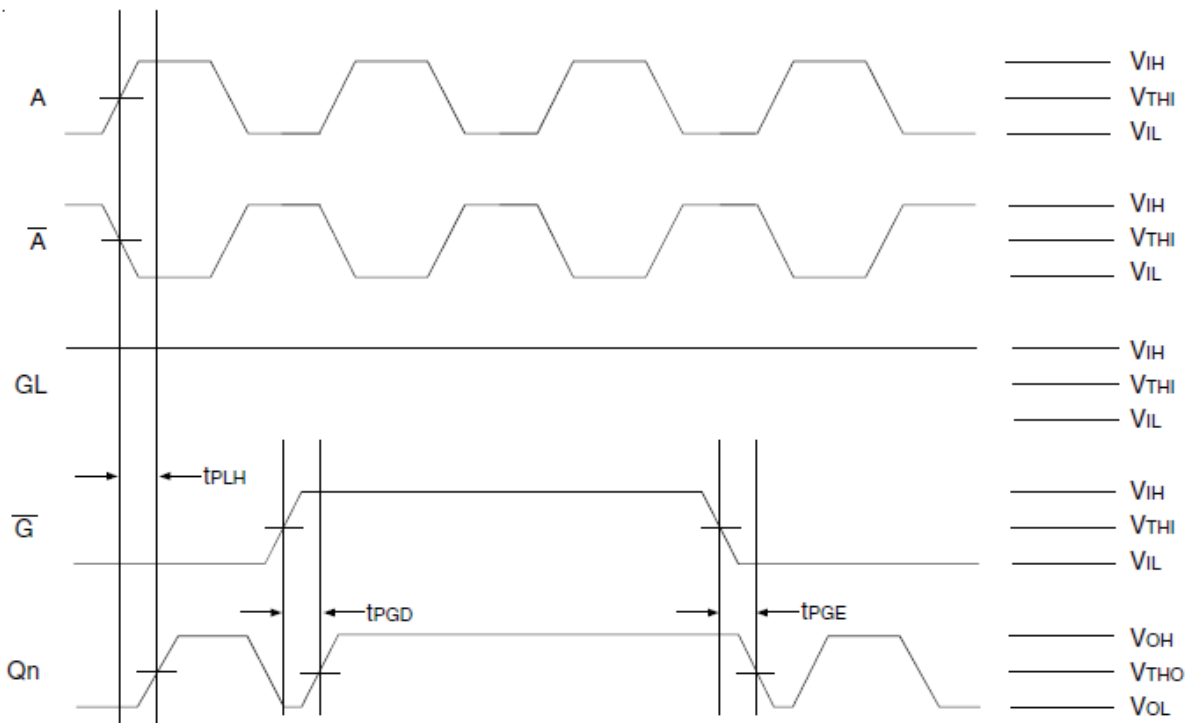 A
VIH
VTHI
VIL
A
VIH
VTHI
VIL
GL
VIH
VTHI
VIL
tPLH
G
VIH
VTHI
VIL
tPGD
tPGE
Qn
VOH
VTHO
VOL